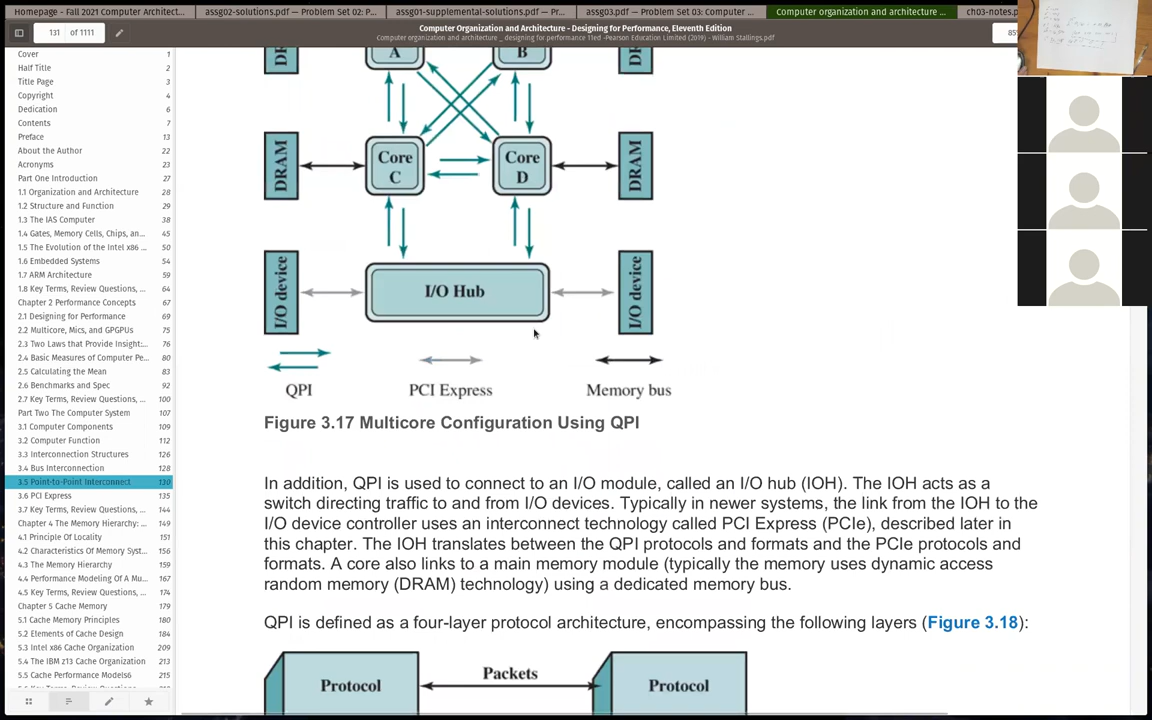 Homepage - Fall 2021 Computer Architect...
assg02-solutions.pdf — Problem Set 02: P...
assg01-supplemental-solutions.pdf — Pr...
assg03.pdf — Problem Set 03: Computer ...
Computer organization and architecture ...
ch03-notes.p
131 of 1111
Computer Organization and Architecture - Designing for Performance, Eleventh Edition
Computer organization and architecture _ designing for performance 11ed -Pearson Education Limited (2019) - William Stallings.pdf
Cover 1
Half Title 2
Title Page 3
Copyright 4
Dedication 6
Contents 7
Preface 13
About the Author 22
Acronyms 23
Part One Introduction 27
1.1 Organization and Architecture 28
1.2 Structure and Function 29
1.3 The IAS Computer 38
1.4 Gates, Memory Cells, Chips, an... 45
1.5 The Evolution of the Intel x86 ... 50
1.6 Embedded Systems 54
1.7 ARM Architecture 59
1.8 Key Terms, Review Questions, ... 64
Chapter 2 Performance Concepts 67
2.1 Designing for Performance 69
2.2 Multicore, Mics, and GPGPUs 75
2.3 Two Laws that Provide Insight:... 76
2.4 Basic Measures of Computer Pe... 80
2.5 Calculating the Mean 83
2.6 Benchmarks and Spec 92
2.7 Key Terms, Review Questions, ... 100
Part Two The Computer System 107
3.1 Computer Components 109
3.2 Computer Function 112
3.3 Interconnection Structures 126
3.4 Bus Interconnection 128
3.5 Point-to-Point Interconnect 130
3.6 PCI Express 135
3.7 Key Terms, Review Questions, ... 144
Chapter 4 The Memory Hierarchy: ... 149
4.1 Principle Of Locality 151
4.2 Characteristics Of Memory Syst... 156
4.3 The Memory Hierarchy 159
4.4 Performance Modeling Of A Mu... 167
4.5 Key Terms, Review Questions, ... 174
Chapter 5 Cache Memory 179
5.1 Cache Memory Principles 180
5.2 Elements of Cache Design 184
5.3 Intel x86 Cache Organization 209
5.4 The IBM z13 Cache Organization 213
5.5 Cache Performance Models6 215
A
B
DRAM
Core C
Core D
DRAM
I/O device
I/O Hub
I/O device
QPI
PCI Express
Memory bus
Figure 3.17 Multicore Configuration Using QPI
In addition, QPI is used to connect to an I/O module, called an I/O hub (IOH). The IOH acts as a
switch directing traffic to and from I/O devices. Typically in newer systems, the link from the IOH to the
I/O device controller uses an interconnect technology called PCI Express (PCIe), described later in
this chapter. The IOH translates between the QPI protocols and formats and the PCIe protocols and
formats. A core also links to a main memory module (typically the memory uses dynamic access
random memory (DRAM) technology) using a dedicated memory bus.
QPI is defined as a four-layer protocol architecture, encompassing the following layers (Figure 3.18):
Protocol
Packets
Protocol